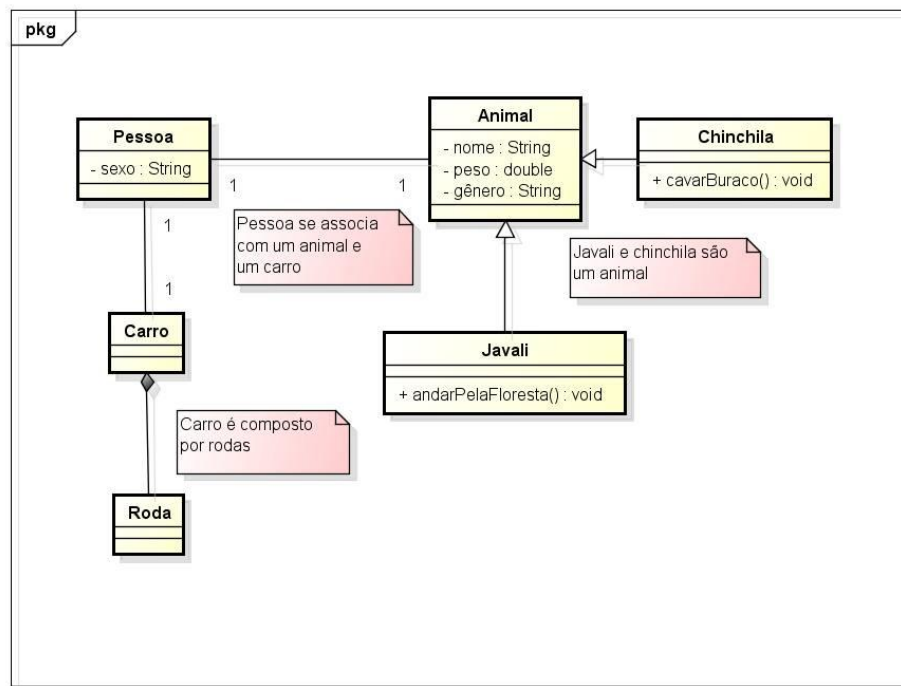 pkg
Pessoa
- sexo : String
Animal
- nome : String
- peso : double
- gênero : String
Chinchila
+ cavarBuraco() : void
1
1
1
1
Pessoa se associa
com um animal e
um carro
Javali e chinchila são
um animal
Carro
Javali
+ andarPelaFloresta() : void
Carro é composto
por rodas
Roda